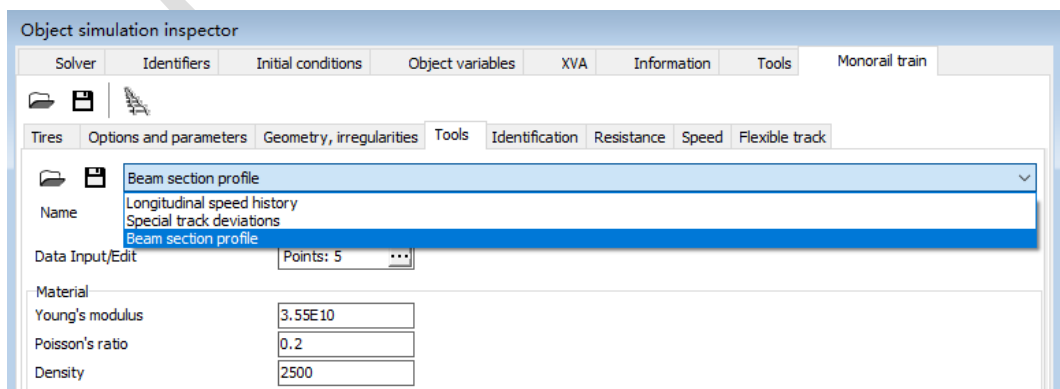 Object simulation inspector
Solver Identifiers Initial conditions Object variables XVA Information Tools Monorail train
Tires Options and parameters Geometry, irregularities Tools Identification Resistance Speed Flexible track
Beam section profile
Longitudinal speed history
Name
Special track deviations
Beam section profile
Data Input/Edit Points: 5 ...
Material
Young's modulus 3.55E10
Poisson's ratio 0.2
Density 2500